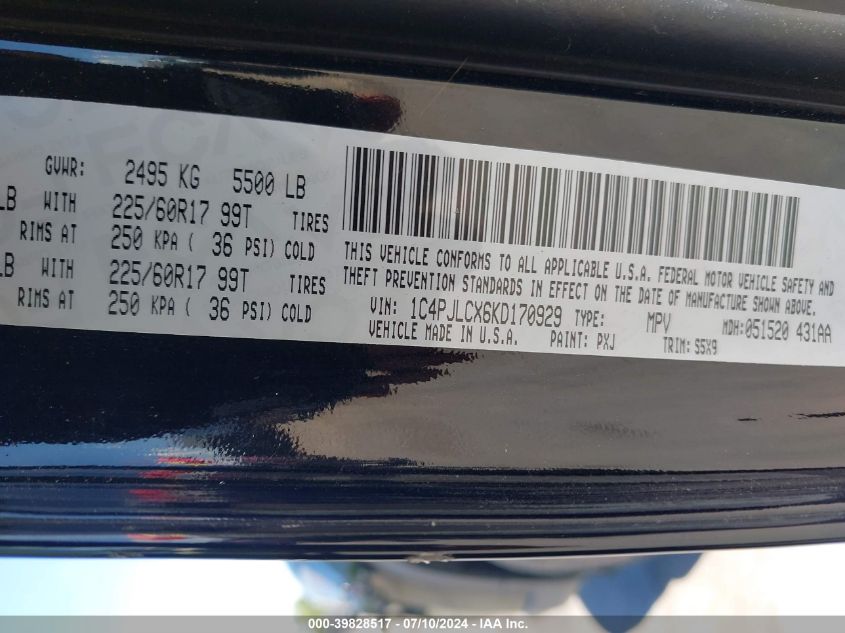 GVWR: 2495 KG 5500 LB
LB WITH 225/60R17 99T TIRES
RIMS AT 250 KPA ( 36 PSI) COLD
LB WITH 225/60R17 99T TIRES
RIMS AT 250 KPA ( 36 PSI) COLD
THIS VEHICLE CONFORMS TO ALL APPLICABLE U.S.A. FEDERAL MOTOR VEHICLE SAFETY AND
THEFT PREVENTION STANDARDS IN EFFECT ON THE DATE OF MANUFACTURE SHOWN ABOVE.
VIN: 1C4PJLCX6KD170929 TYPE: MPV MDH:051520 431AA
VEHICLE MADE IN U.S.A. PAINT: PXJ TRIM: S5X9
000-39828517 / 07/10/2024 - IAAI.COM